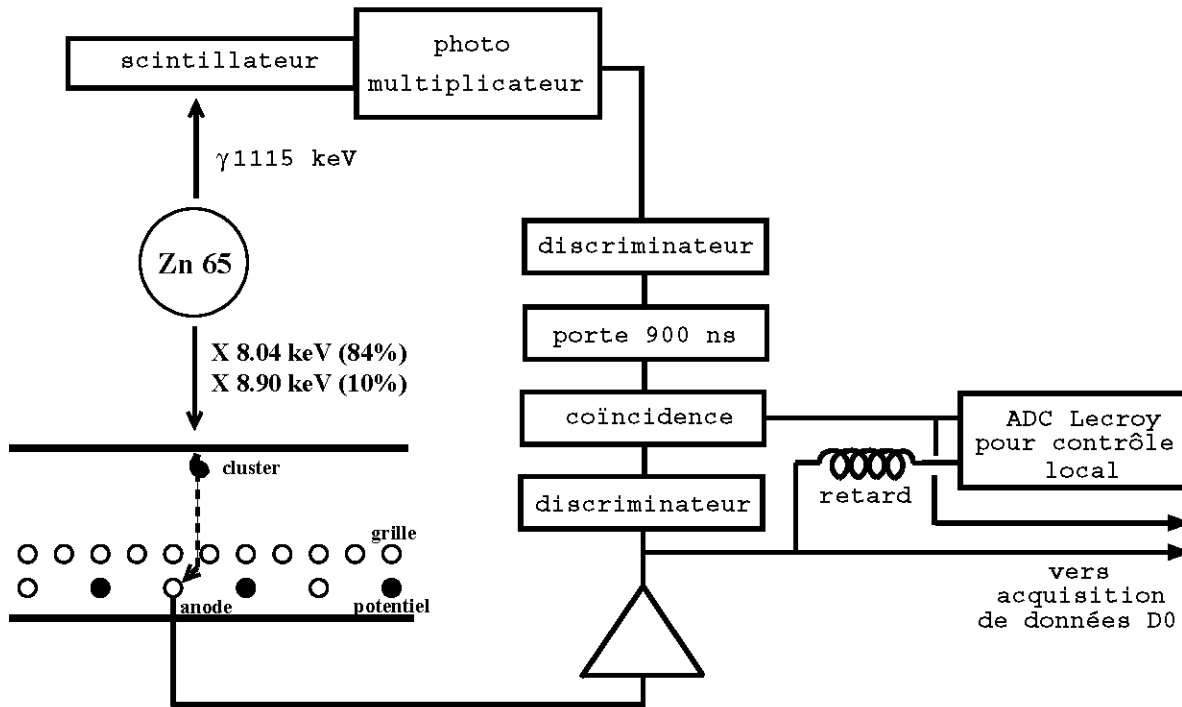 scintillateur
photo
multiplicateur
γ1115 keV
Zn 65
X 8.04 keV (84%)
X 8.90 keV (10%)
cluster
grille
anode
potentiel
discriminateur
porte 900 ns
coïncidence
discriminateur
ADC Lecroy
pour contrôle
local
retard
vers
acquisition
de données D0